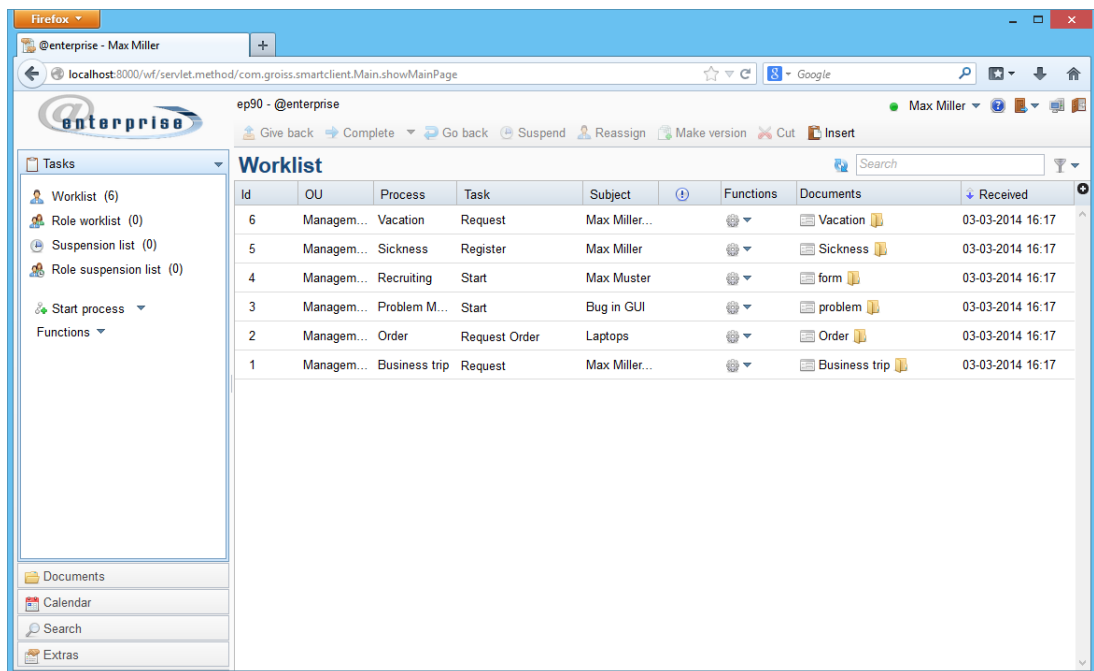 Firefox
@enterprise - Max Miller
localhost:8000/wf/servlet.method/com.groiss.smartclient.Main.showMainPage
Google
@enterprise
ep90 - @enterprise
Max Miller
Give back Complete Go back Suspend Reassign Make version Cut Insert
Tasks
Worklist (6)
Role worklist (0)
Suspension list (0)
Role suspension list (0)
Start process
Functions
Documents
Calendar
Search
Extras
Worklist
Search
Id OU Process Task Subject Functions Documents Received
6 Managem... Vacation Request Max Miller... Vacation 03-03-2014 16:17
5 Managem... Sickness Register Max Miller Sickness 03-03-2014 16:17
4 Managem... Recruiting Start Max Muster form 03-03-2014 16:17
3 Managem... Problem M... Start Bug in GUI problem 03-03-2014 16:17
2 Managem... Order Request Order Laptops Order 03-03-2014 16:17
1 Managem... Business trip Request Max Miller... Business trip 03-03-2014 16:17